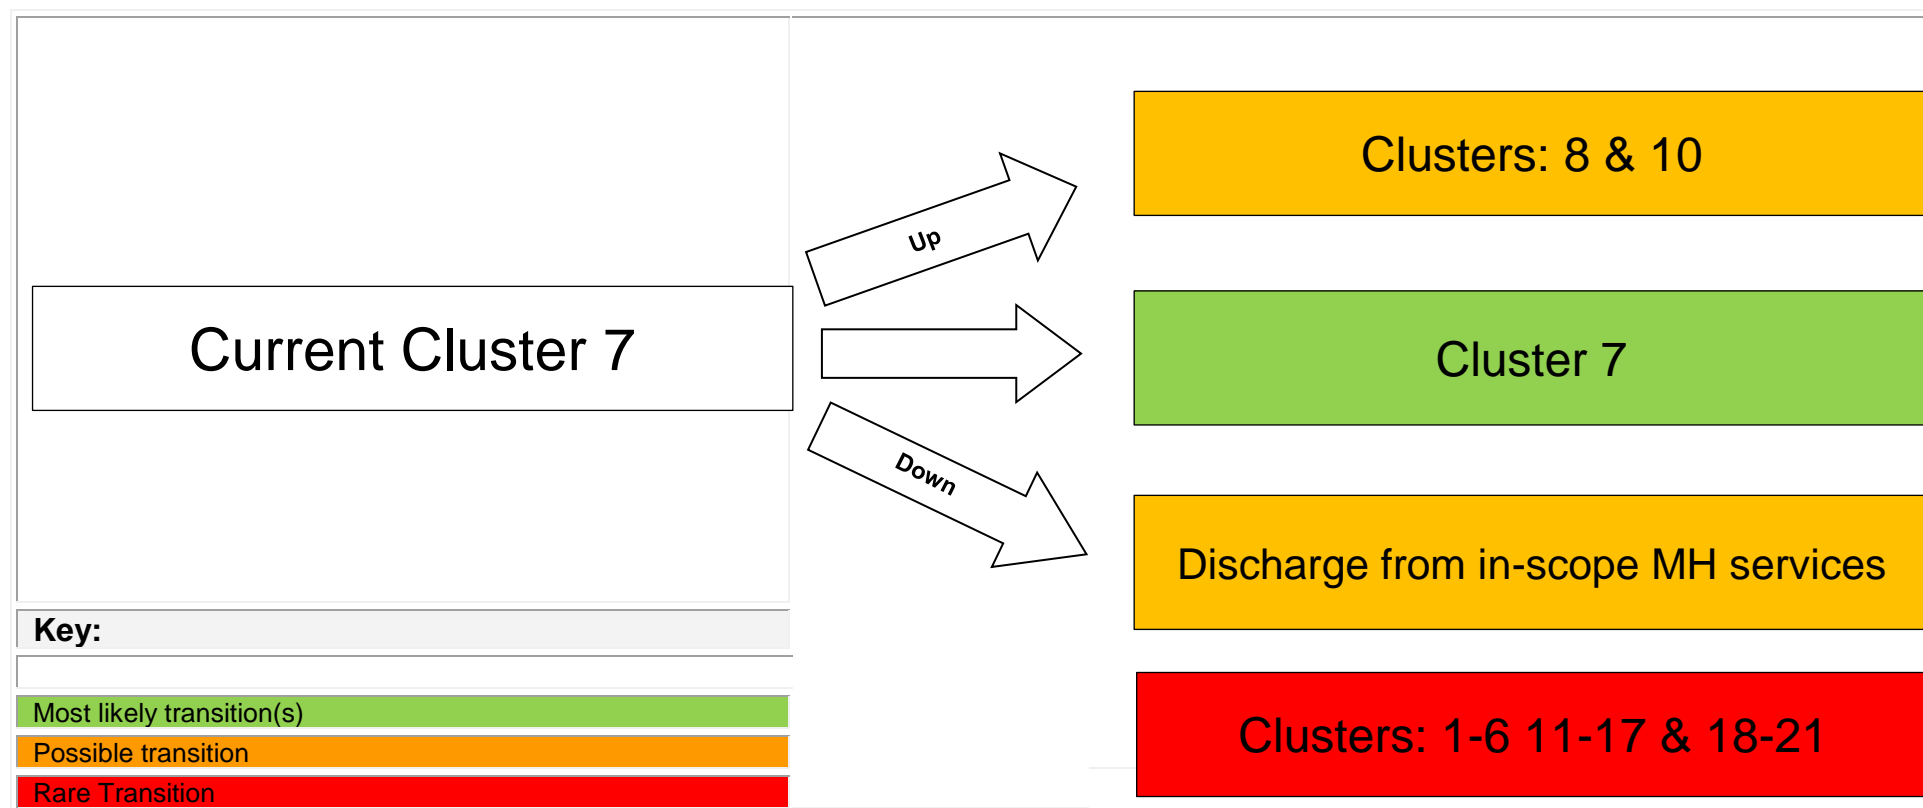 Clusters: 8 & 10
Up
Current Cluster 7
Cluster 7
Down
Discharge from in-scope MH services
Key:
Most likely transition(s)
Possible transition
Rare Transition
Clusters: 1-6 11-17 & 18-21